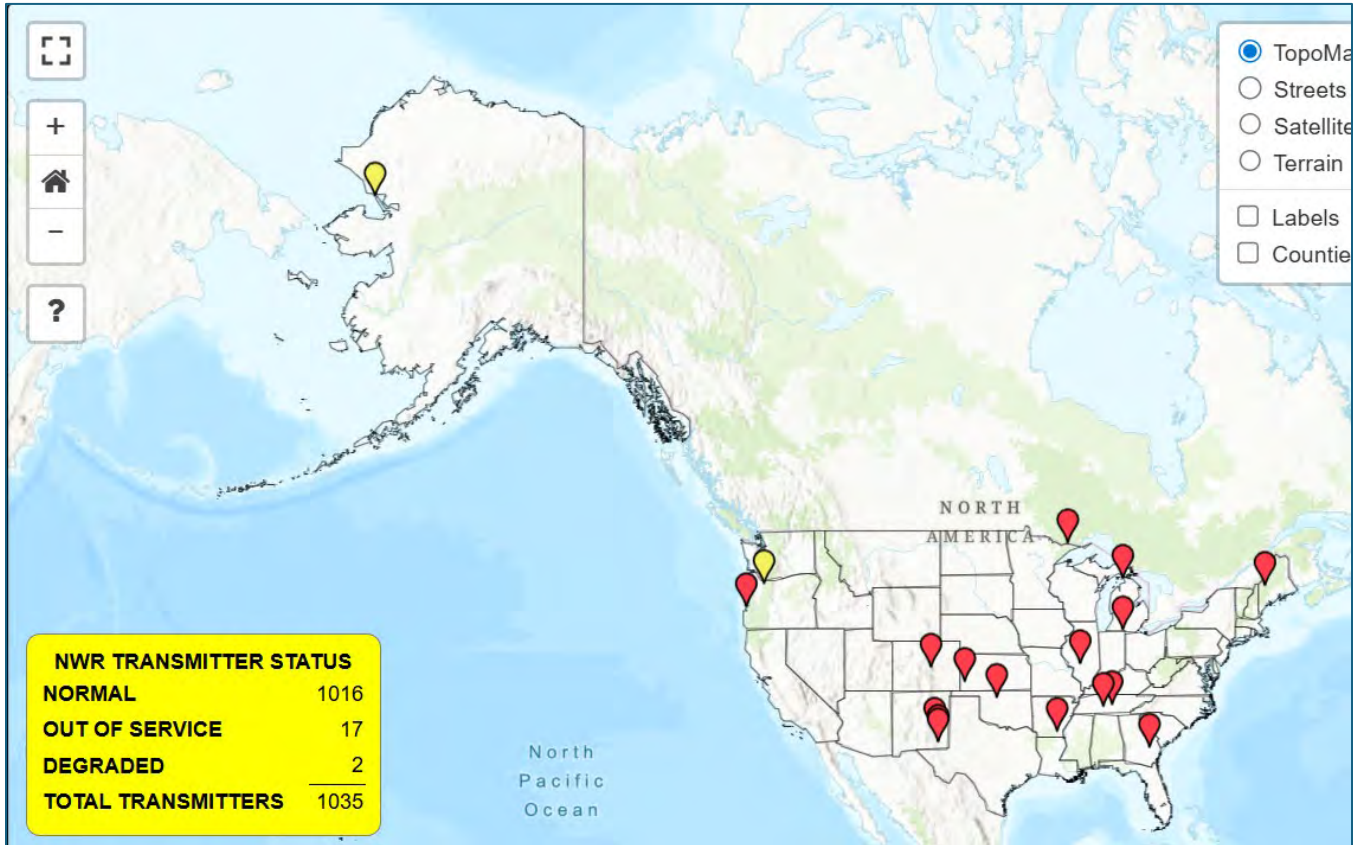 +
−
?
TopoMa
Streets
Satellite
Terrain
Labels
Countie
NORTH
AMERICA
North
Pacific
Ocean
NWR TRANSMITTER STATUS
NORMAL 1016
OUT OF SERVICE 17
DEGRADED 2
TOTAL TRANSMITTERS 1035